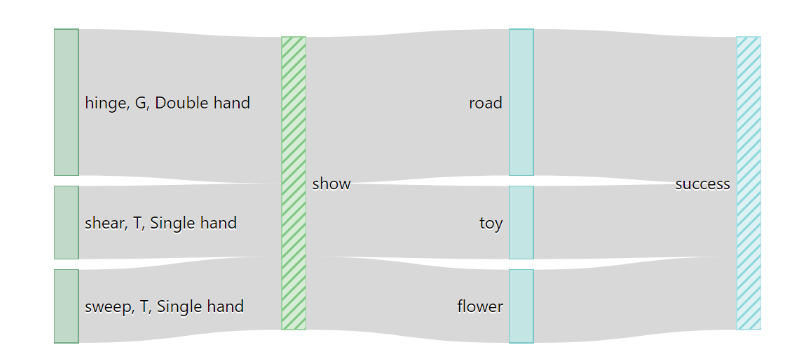 hinge, G, Double hand
road
show
success
shear, T, Single hand
toy
sweep, T, Single hand
flower